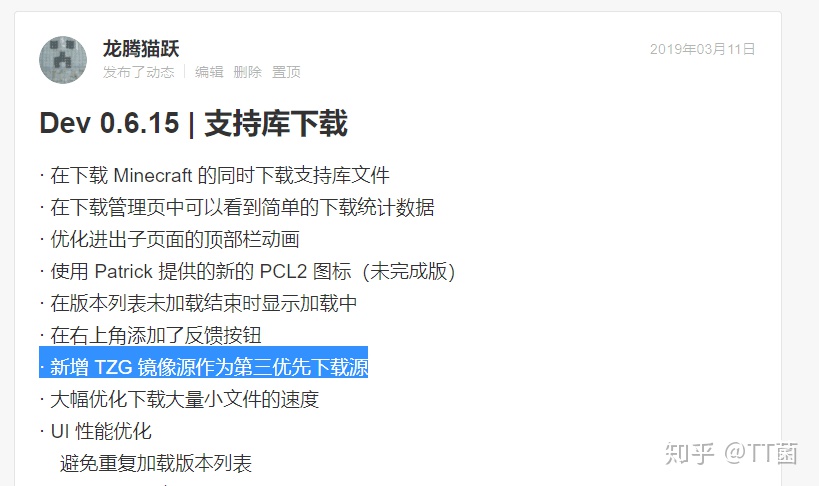 龙腾猫跃
2019年03月11日
发布了动态 | 编辑 删除 置顶
Dev 0.6.15 | 支持库下载
· 在下载 Minecraft 的同时下载支持库文件
· 在下载管理页中可以看到简单的下载统计数据
· 优化进出子页面的顶部栏动画
· 使用 Patrick 提供的新的 PCL2 图标（未完成版）
· 在版本列表未加载结束时显示加载中
· 在右上角添加了反馈按钮
· 新增 TZG 镜像源作为第三优先下载源
· 大幅优化下载大量小文件的速度
· UI 性能优化
避免重复加载版本列表
知乎 @TT菌